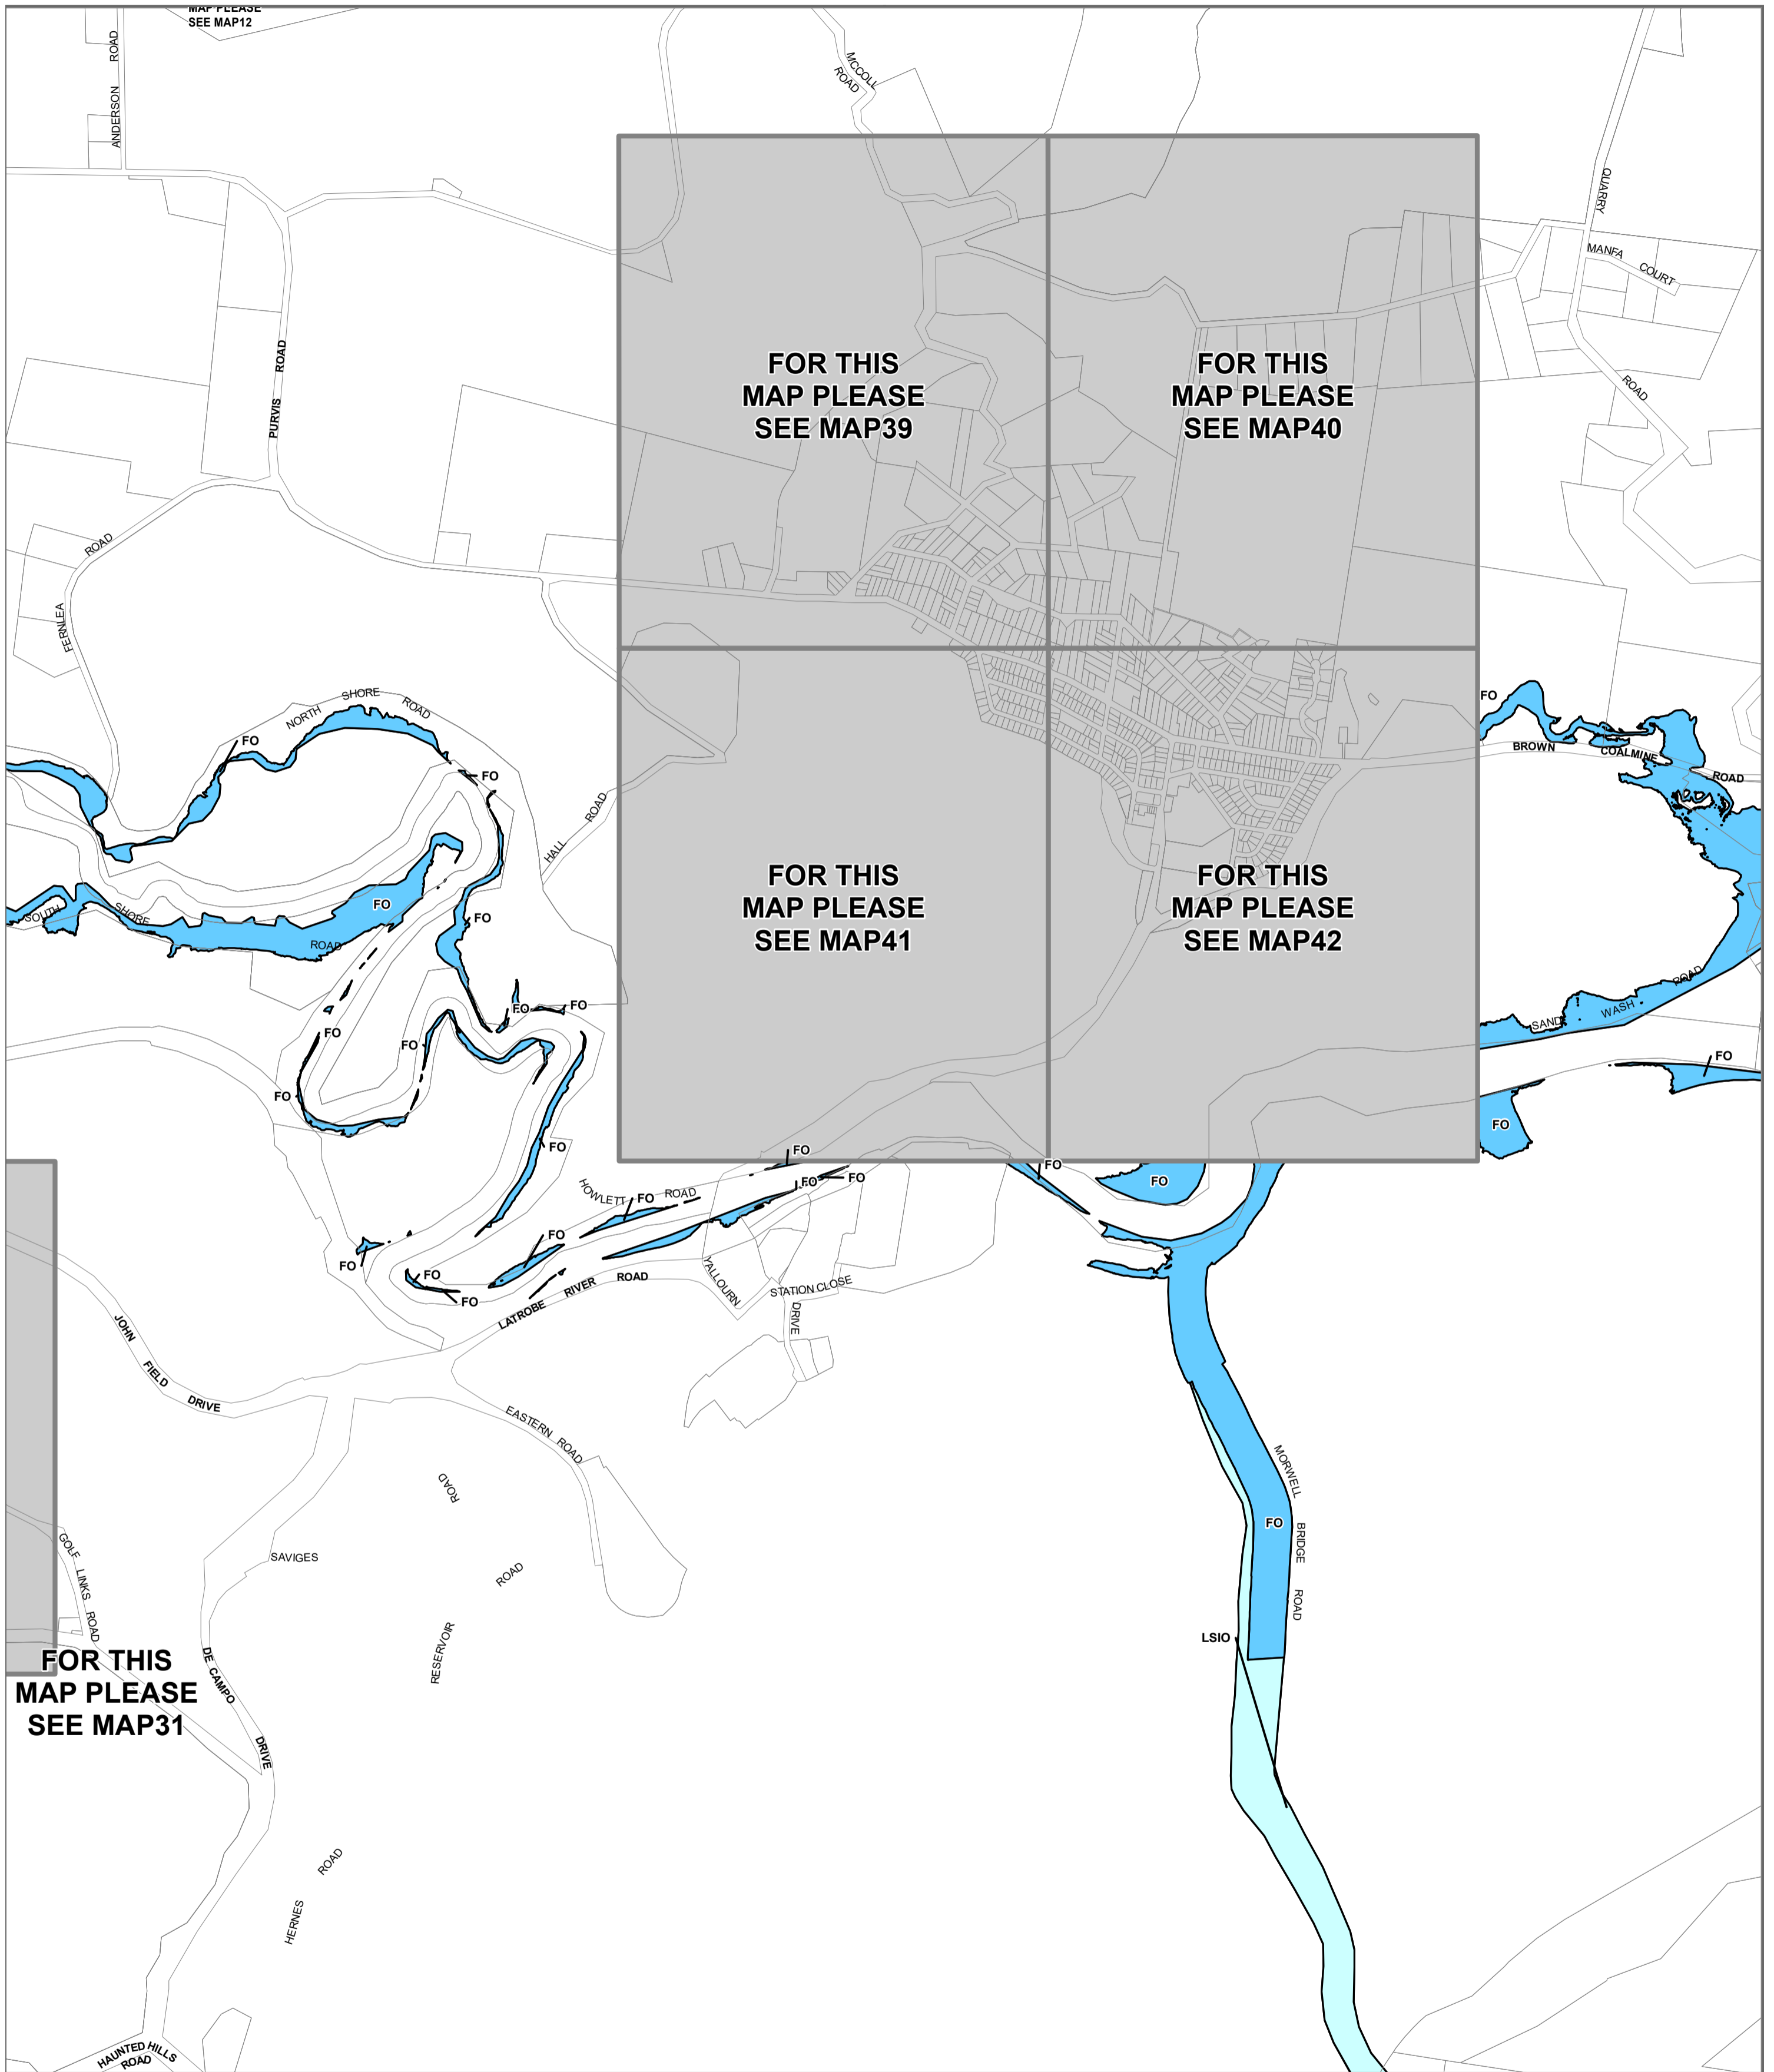 MAP PLEASE
SEE MAP12
ANDERSON ROAD
MCCOLL
ROAD
QUARRY
ROAD
MANFA COURT
PURVIS ROAD
FOR THIS
MAP PLEASE
SEE MAP39
FOR THIS
MAP PLEASE
SEE MAP40
FERNLEA ROAD
NORTH SHORE ROAD
FO
FO
FO
BROWN COALMINE ROAD
HALL ROAD
FOR THIS
MAP PLEASE
SEE MAP41
FOR THIS
MAP PLEASE
SEE MAP42
SOUTH SHORE ROAD
FO
FO
FO
FO
FO
FO
FO
SAND WASH ROAD
FO
FO
FO
FO
FO
HOWLETT ROAD
FO
FO
FO
FO
FO
FO
FO
FO
FO
LATROBE RIVER ROAD
YALLOURN
DRIVE
STATION CLOSE
JOHN FIELD DRIVE
EASTERN ROAD
ROAD
SAVIGES
ROAD
RESERVOIR
MORWELL
BRIDGE
ROAD
FO
LSIO
GOLF LINKS ROAD
FOR THIS
MAP PLEASE
SEE MAP31
DE CAMPO
DRIVE
ROAD
HERNES
HAUNTED HILLS
ROAD